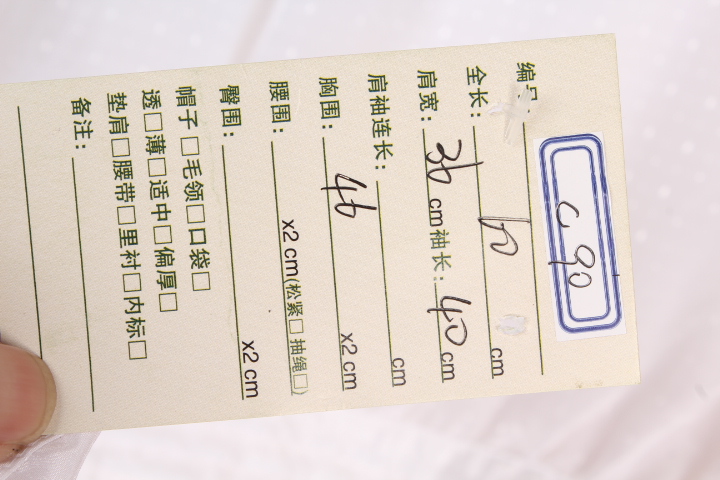 C 90
编号
全长: cm
肩宽: 36 cm 袖长: 40 cm
肩袖连长: cm
胸围: 46 x2 cm
腰围: x2 cm(松紧□ 抽绳□)
臀围: x2 cm
帽子□毛领□口袋□
透□薄□适中□偏厚□
垫肩□腰带□里衬□内标□
备注: